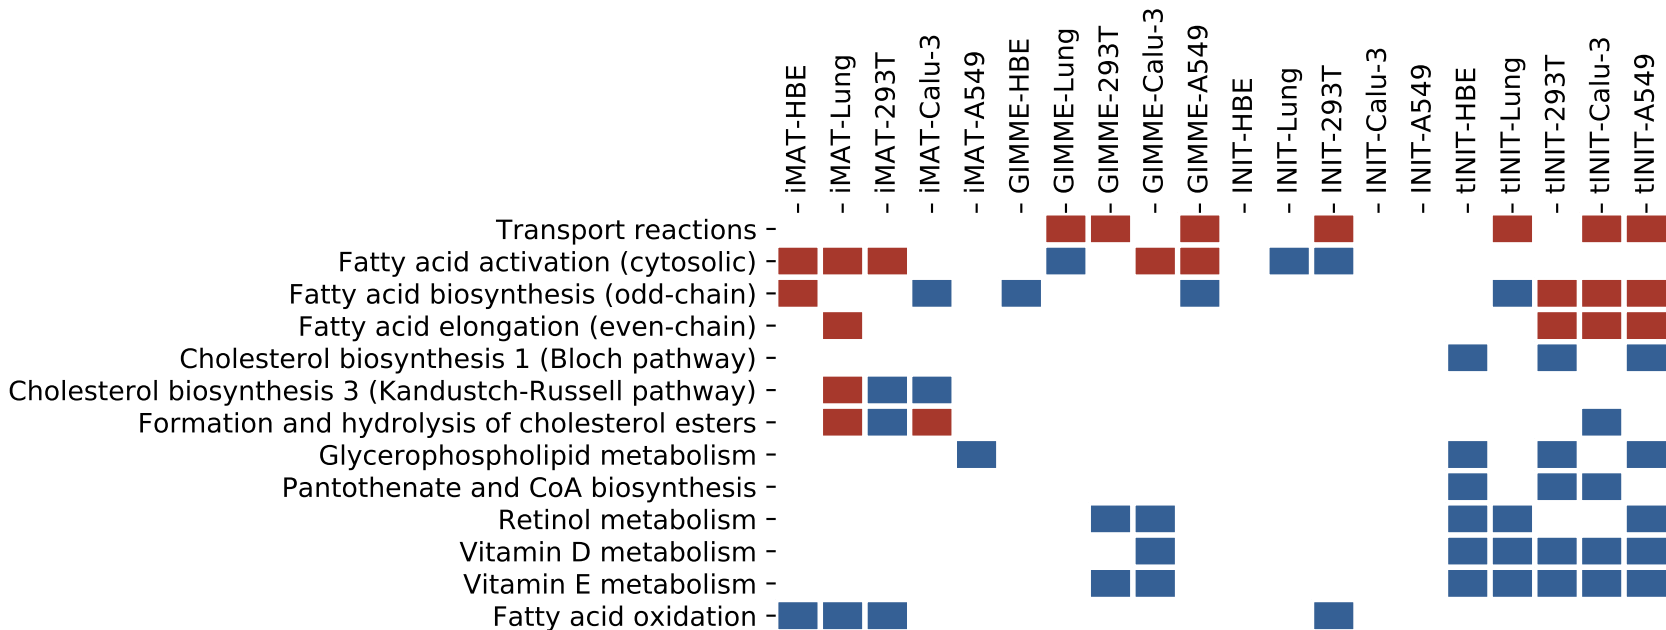 iMAT-HBE
iMAT-Lung
iMAT-293T
iMAT-Calu-3
iMAT-A549
GIMME-HBE
GIMME-Lung
GIMME-293T
GIMME-Calu-3
GIMME-A549
INIT-HBE
INIT-Lung
INIT-293T
INIT-Calu-3
INIT-A549
tINIT-HBE
tINIT-Lung
tINIT-293T
tINIT-Calu-3
tINIT-A549
Transport reactions
Fatty acid activation (cytosolic)
Fatty acid biosynthesis (odd-chain)
Fatty acid elongation (even-chain)
Cholesterol biosynthesis 1 (Bloch pathway)
Cholesterol biosynthesis 3 (Kandustch-Russell pathway)
Formation and hydrolysis of cholesterol esters
Glycerophospholipid metabolism
Pantothenate and CoA biosynthesis
Retinol metabolism
Vitamin D metabolism
Vitamin E metabolism
Fatty acid oxidation